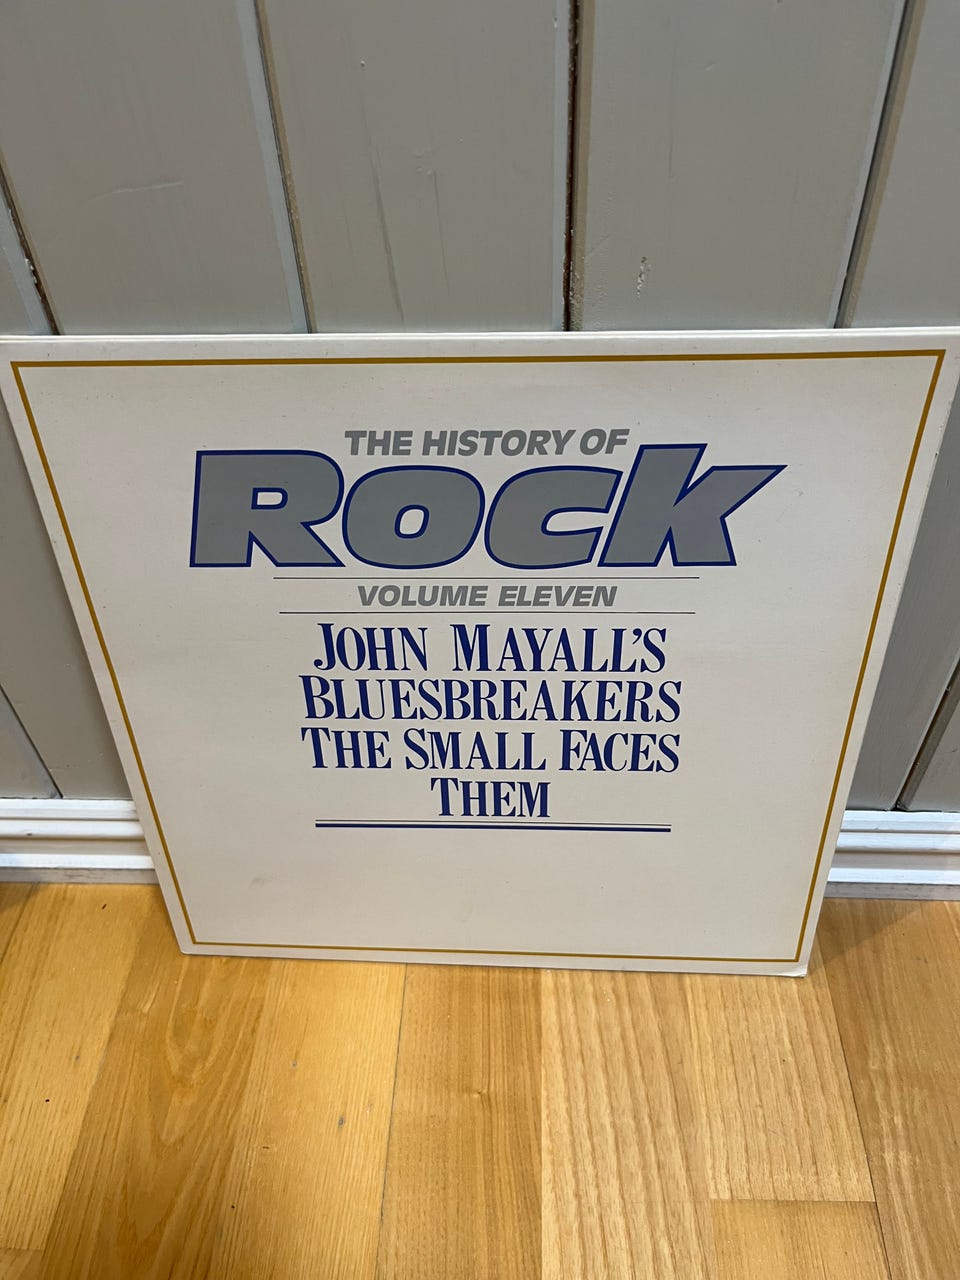 THE HISTORY OF
ROCK
VOLUME ELEVEN
JOHN MAYALL'S
BLUESBREAKERS
THE SMALL FACES
THEM